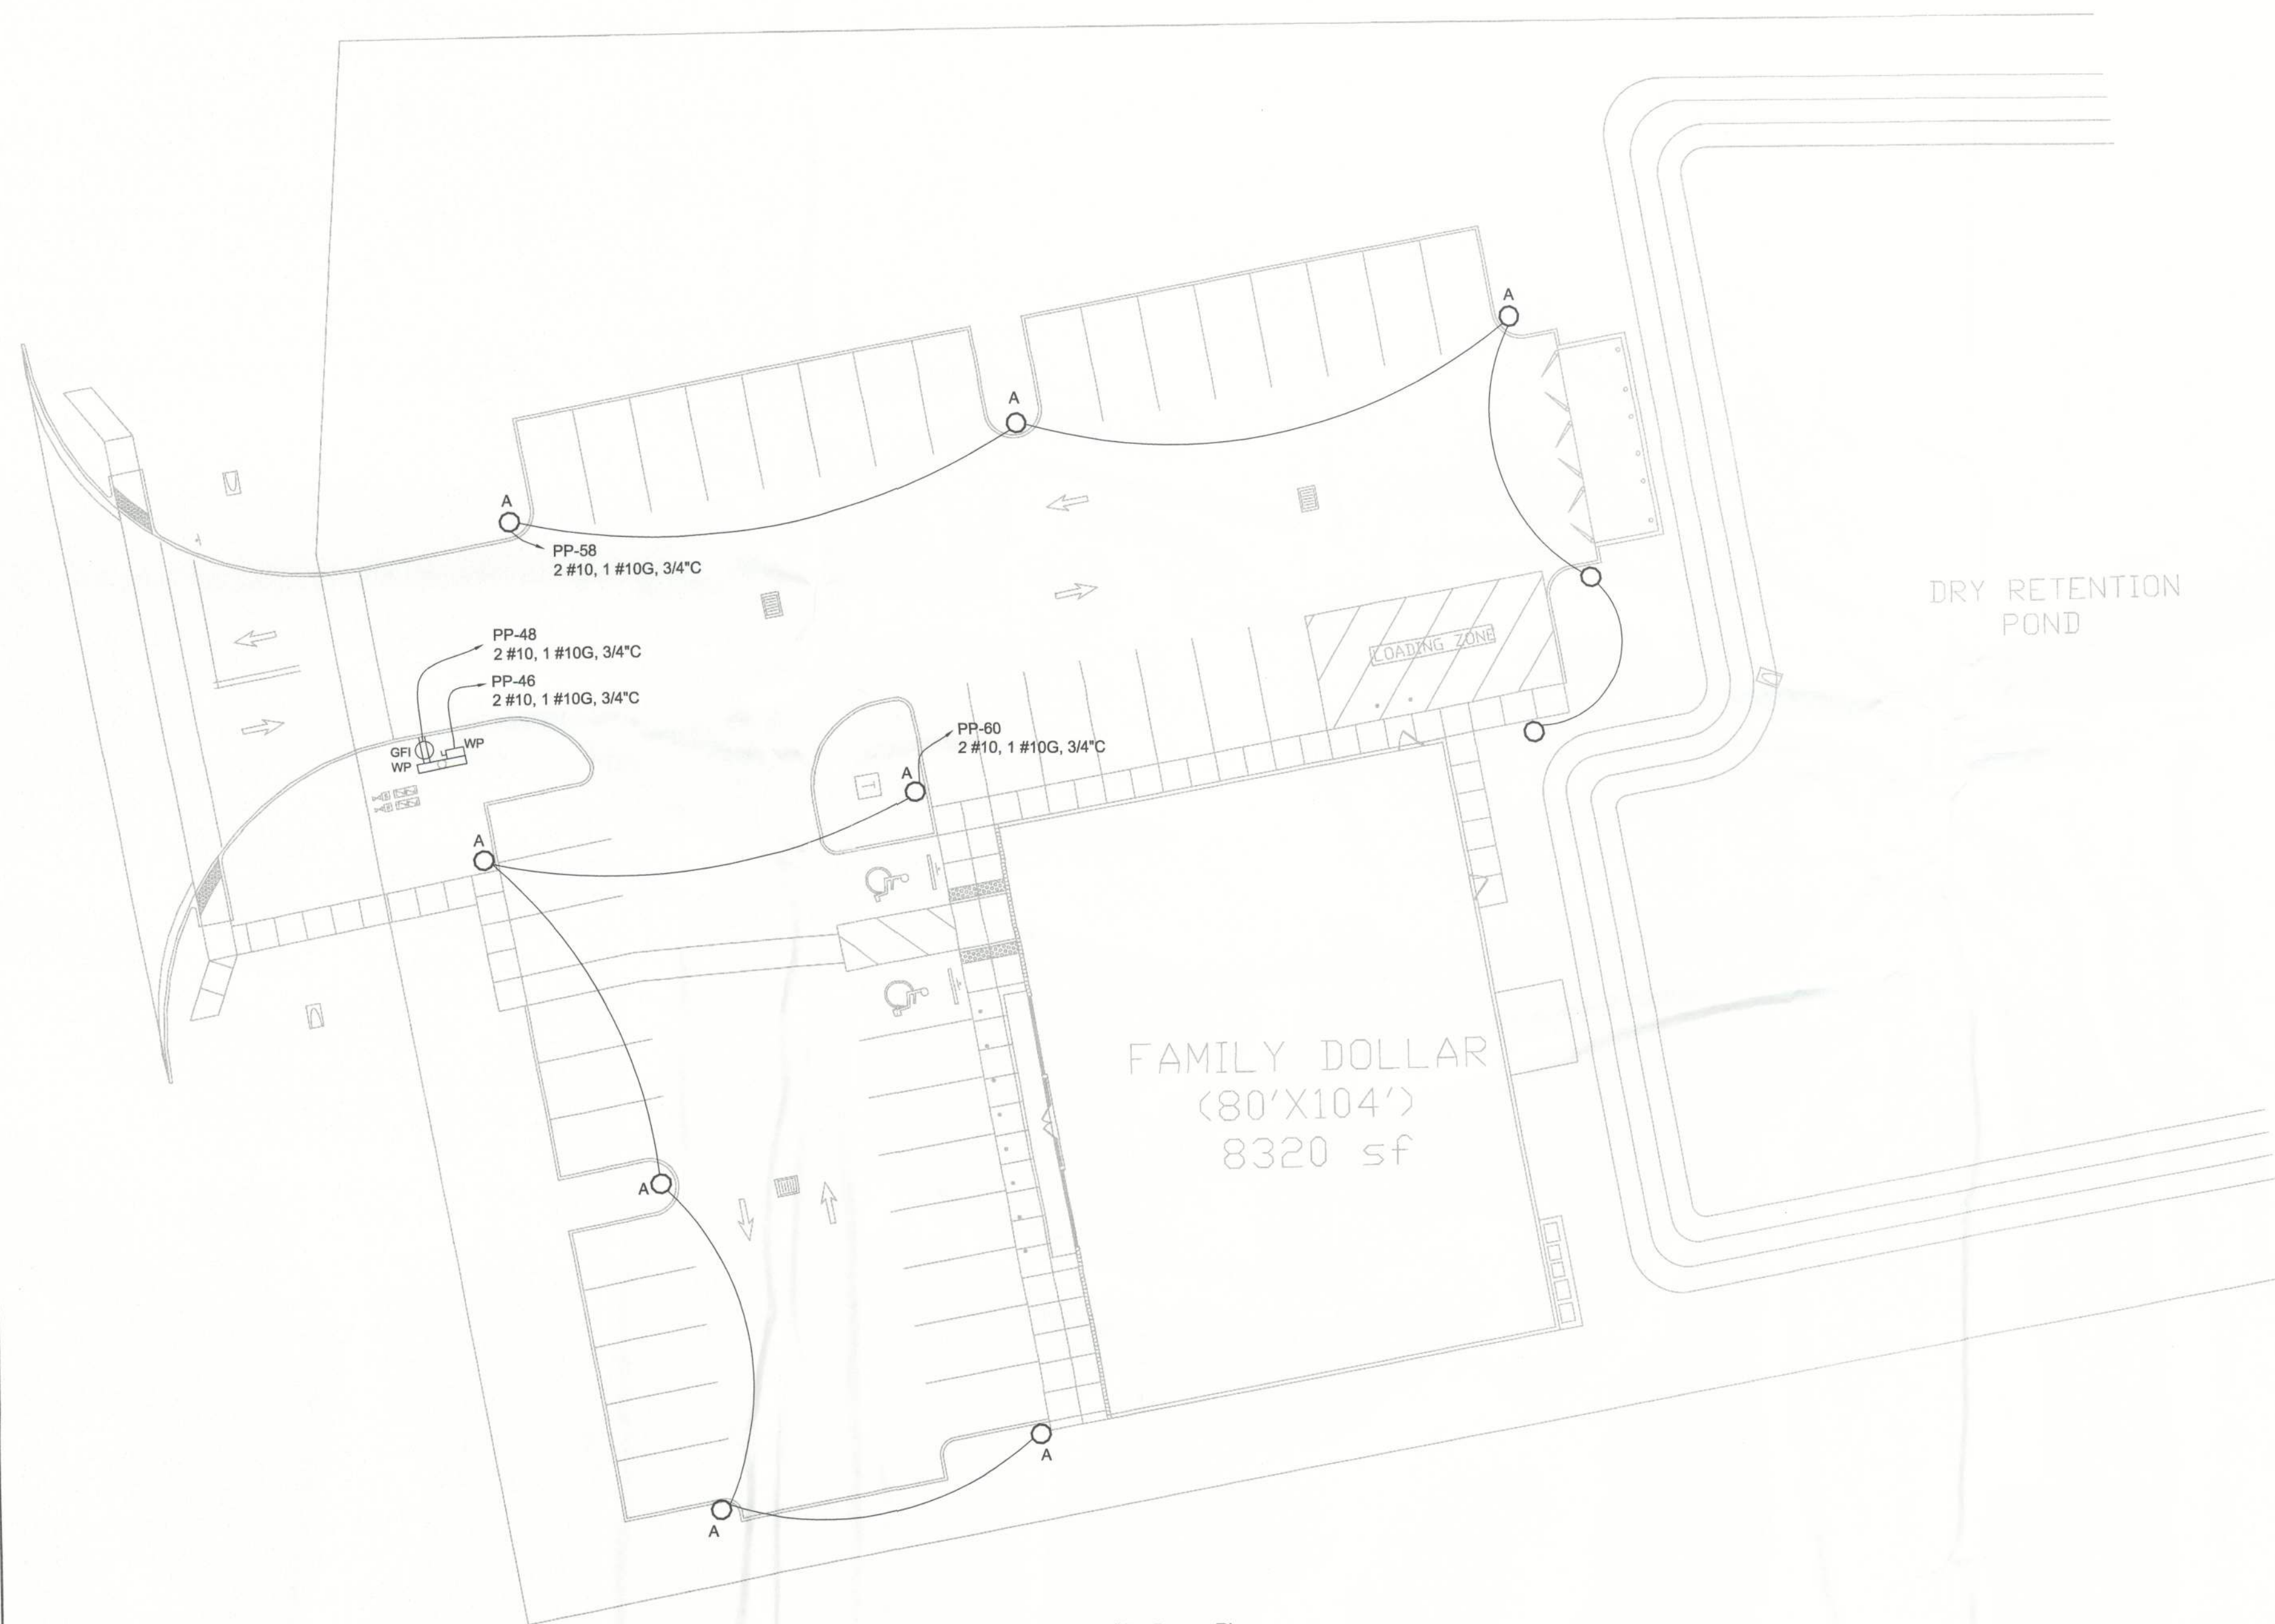 A
A
A
PP-58
2 #10, 1 #10G, 3/4"C
DRY RETENTION
POND
PP-48
2 #10, 1 #10G, 3/4"C
LOADING ZONE
PP-46
2 #10, 1 #10G, 3/4"C
PP-60
2 #10, 1 #10G, 3/4"C
GFI
WP
WP
A
T
A
FAMILY DOLLAR
(80'X104')
8320 sf
A
A
A